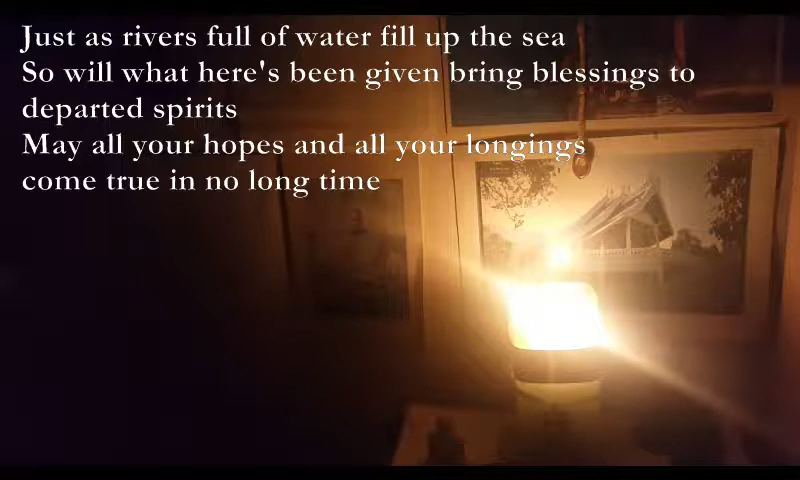 Just as rivers full of water fill up the sea
So will what here's been given bring blessings to
departed spirits
May all your hopes and all your longings
come true in no long time